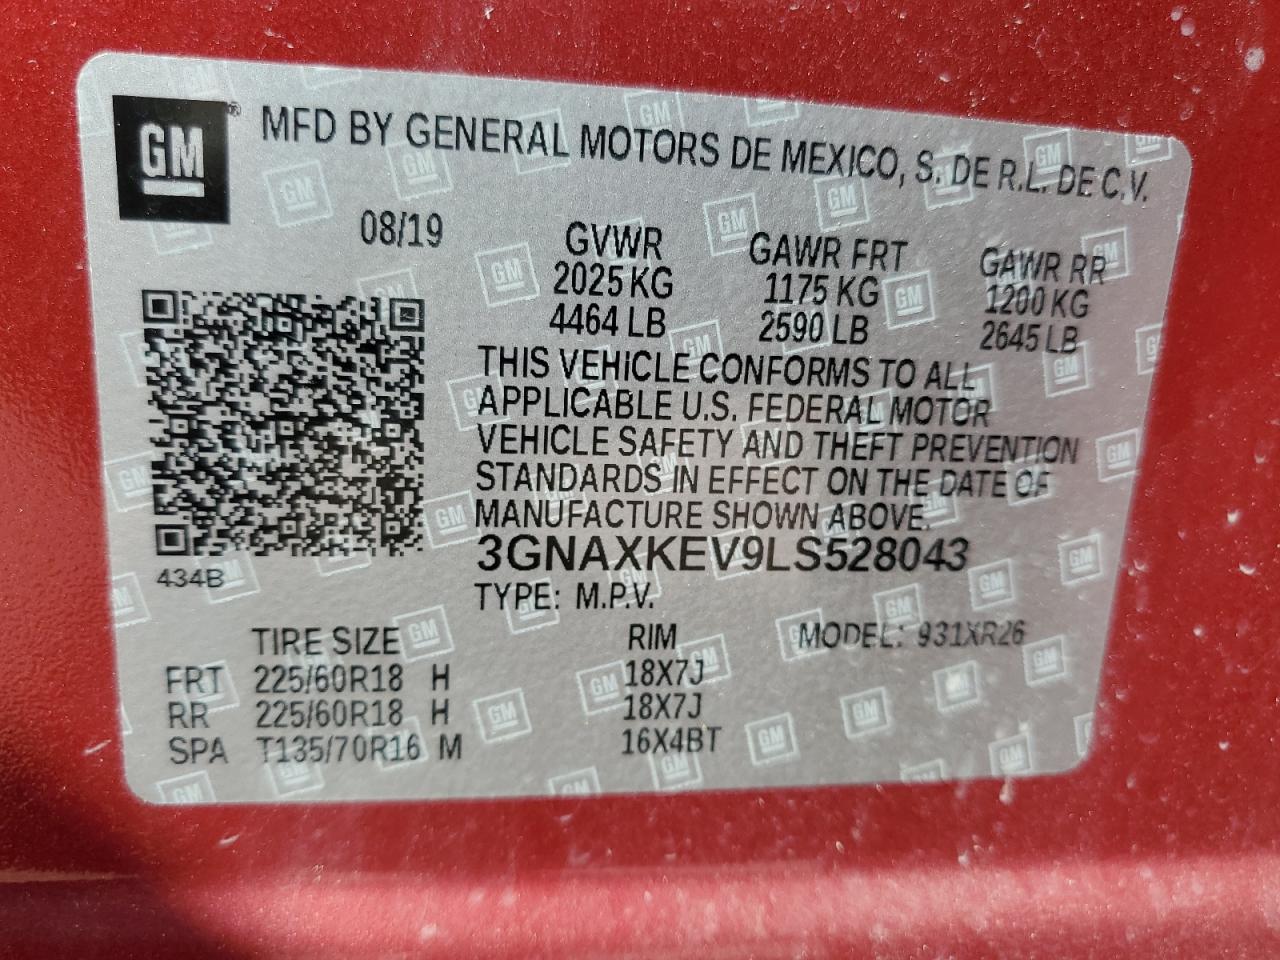 GM ® MFD BY GENERAL MOTORS DE MEXICO, S. DE R.L. DE C.V.
08/19
GVWR GAWR FRT GAWR RR
2025 KG 1175 KG 1200 KG
4464 LB 2590 LB 2645 LB
THIS VEHICLE CONFORMS TO ALL
APPLICABLE U.S. FEDERAL MOTOR
VEHICLE SAFETY AND THEFT PREVENTION
STANDARDS IN EFFECT ON THE DATE OF
MANUFACTURE SHOWN ABOVE.
3GNAXKEV9LS528043
434B
TYPE: M.P.V.
TIRE SIZE RIM MODEL: 931XR26
FRT 225/60R18 H 18X7J
RR 225/60R18 H 18X7J
SPA T135/70R16 M 16X4BT